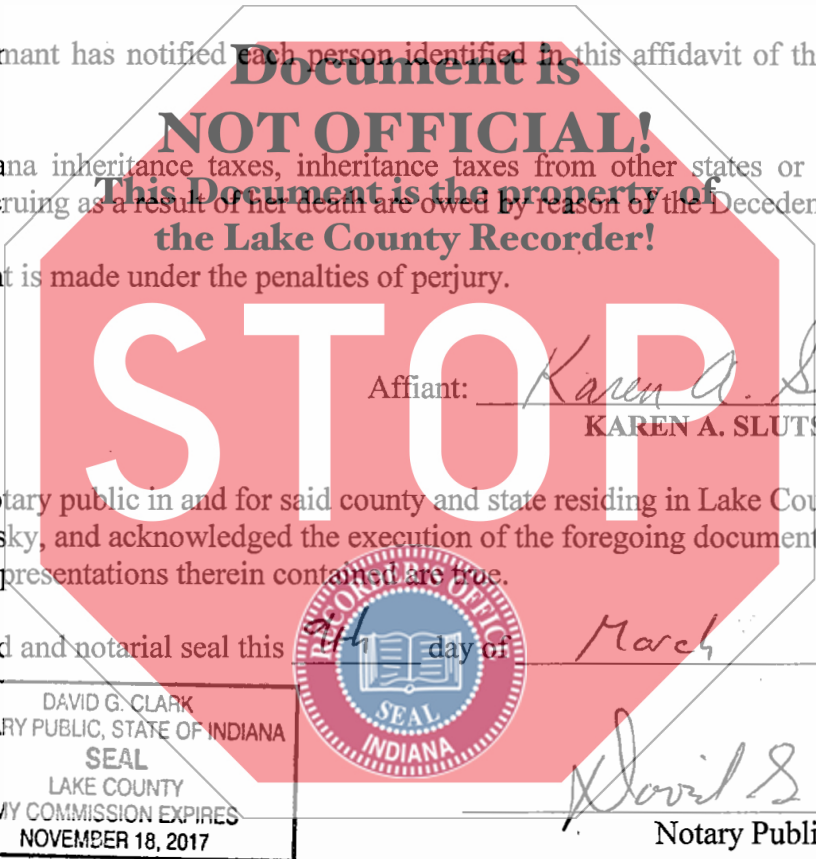 mant has notified each person identified in this affidavit of th
Document is
NOT OFFICIAL!
ana inheritance taxes, inheritance taxes from other states or
This Document is the property of
ruing as a result of her death are owed by reason of the Deceden
the Lake County Recorder!
t is made under the penalties of perjury.
STOP
Affiant: Karen A. S
KAREN A. SLUTS
tary public in and for said county and state residing in Lake Cou
sky, and acknowledged the execution of the foregoing document
presentations therein contained are true.
RECORDER'S OFFIC
d and notarial seal this day of March
SEAL
INDIANA
DAVID G. CLARK
RY PUBLIC, STATE OF INDIANA
SEAL
LAKE COUNTY
MY COMMISSION EXPIRES
NOVEMBER 18, 2017
David G
Notary Publi